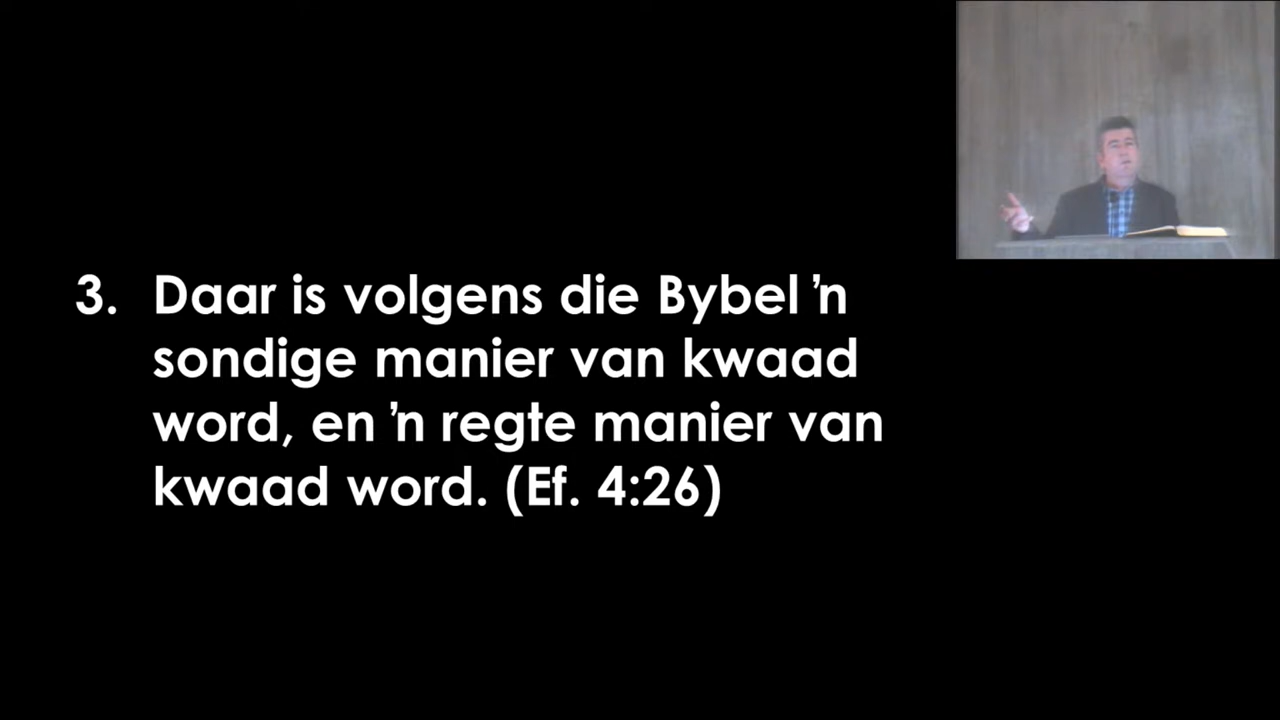 3. Daar is volgens die Bybel 'n
sondige manier van kwaad
word, en 'n regte manier van
kwaad word. (Ef. 4:26)